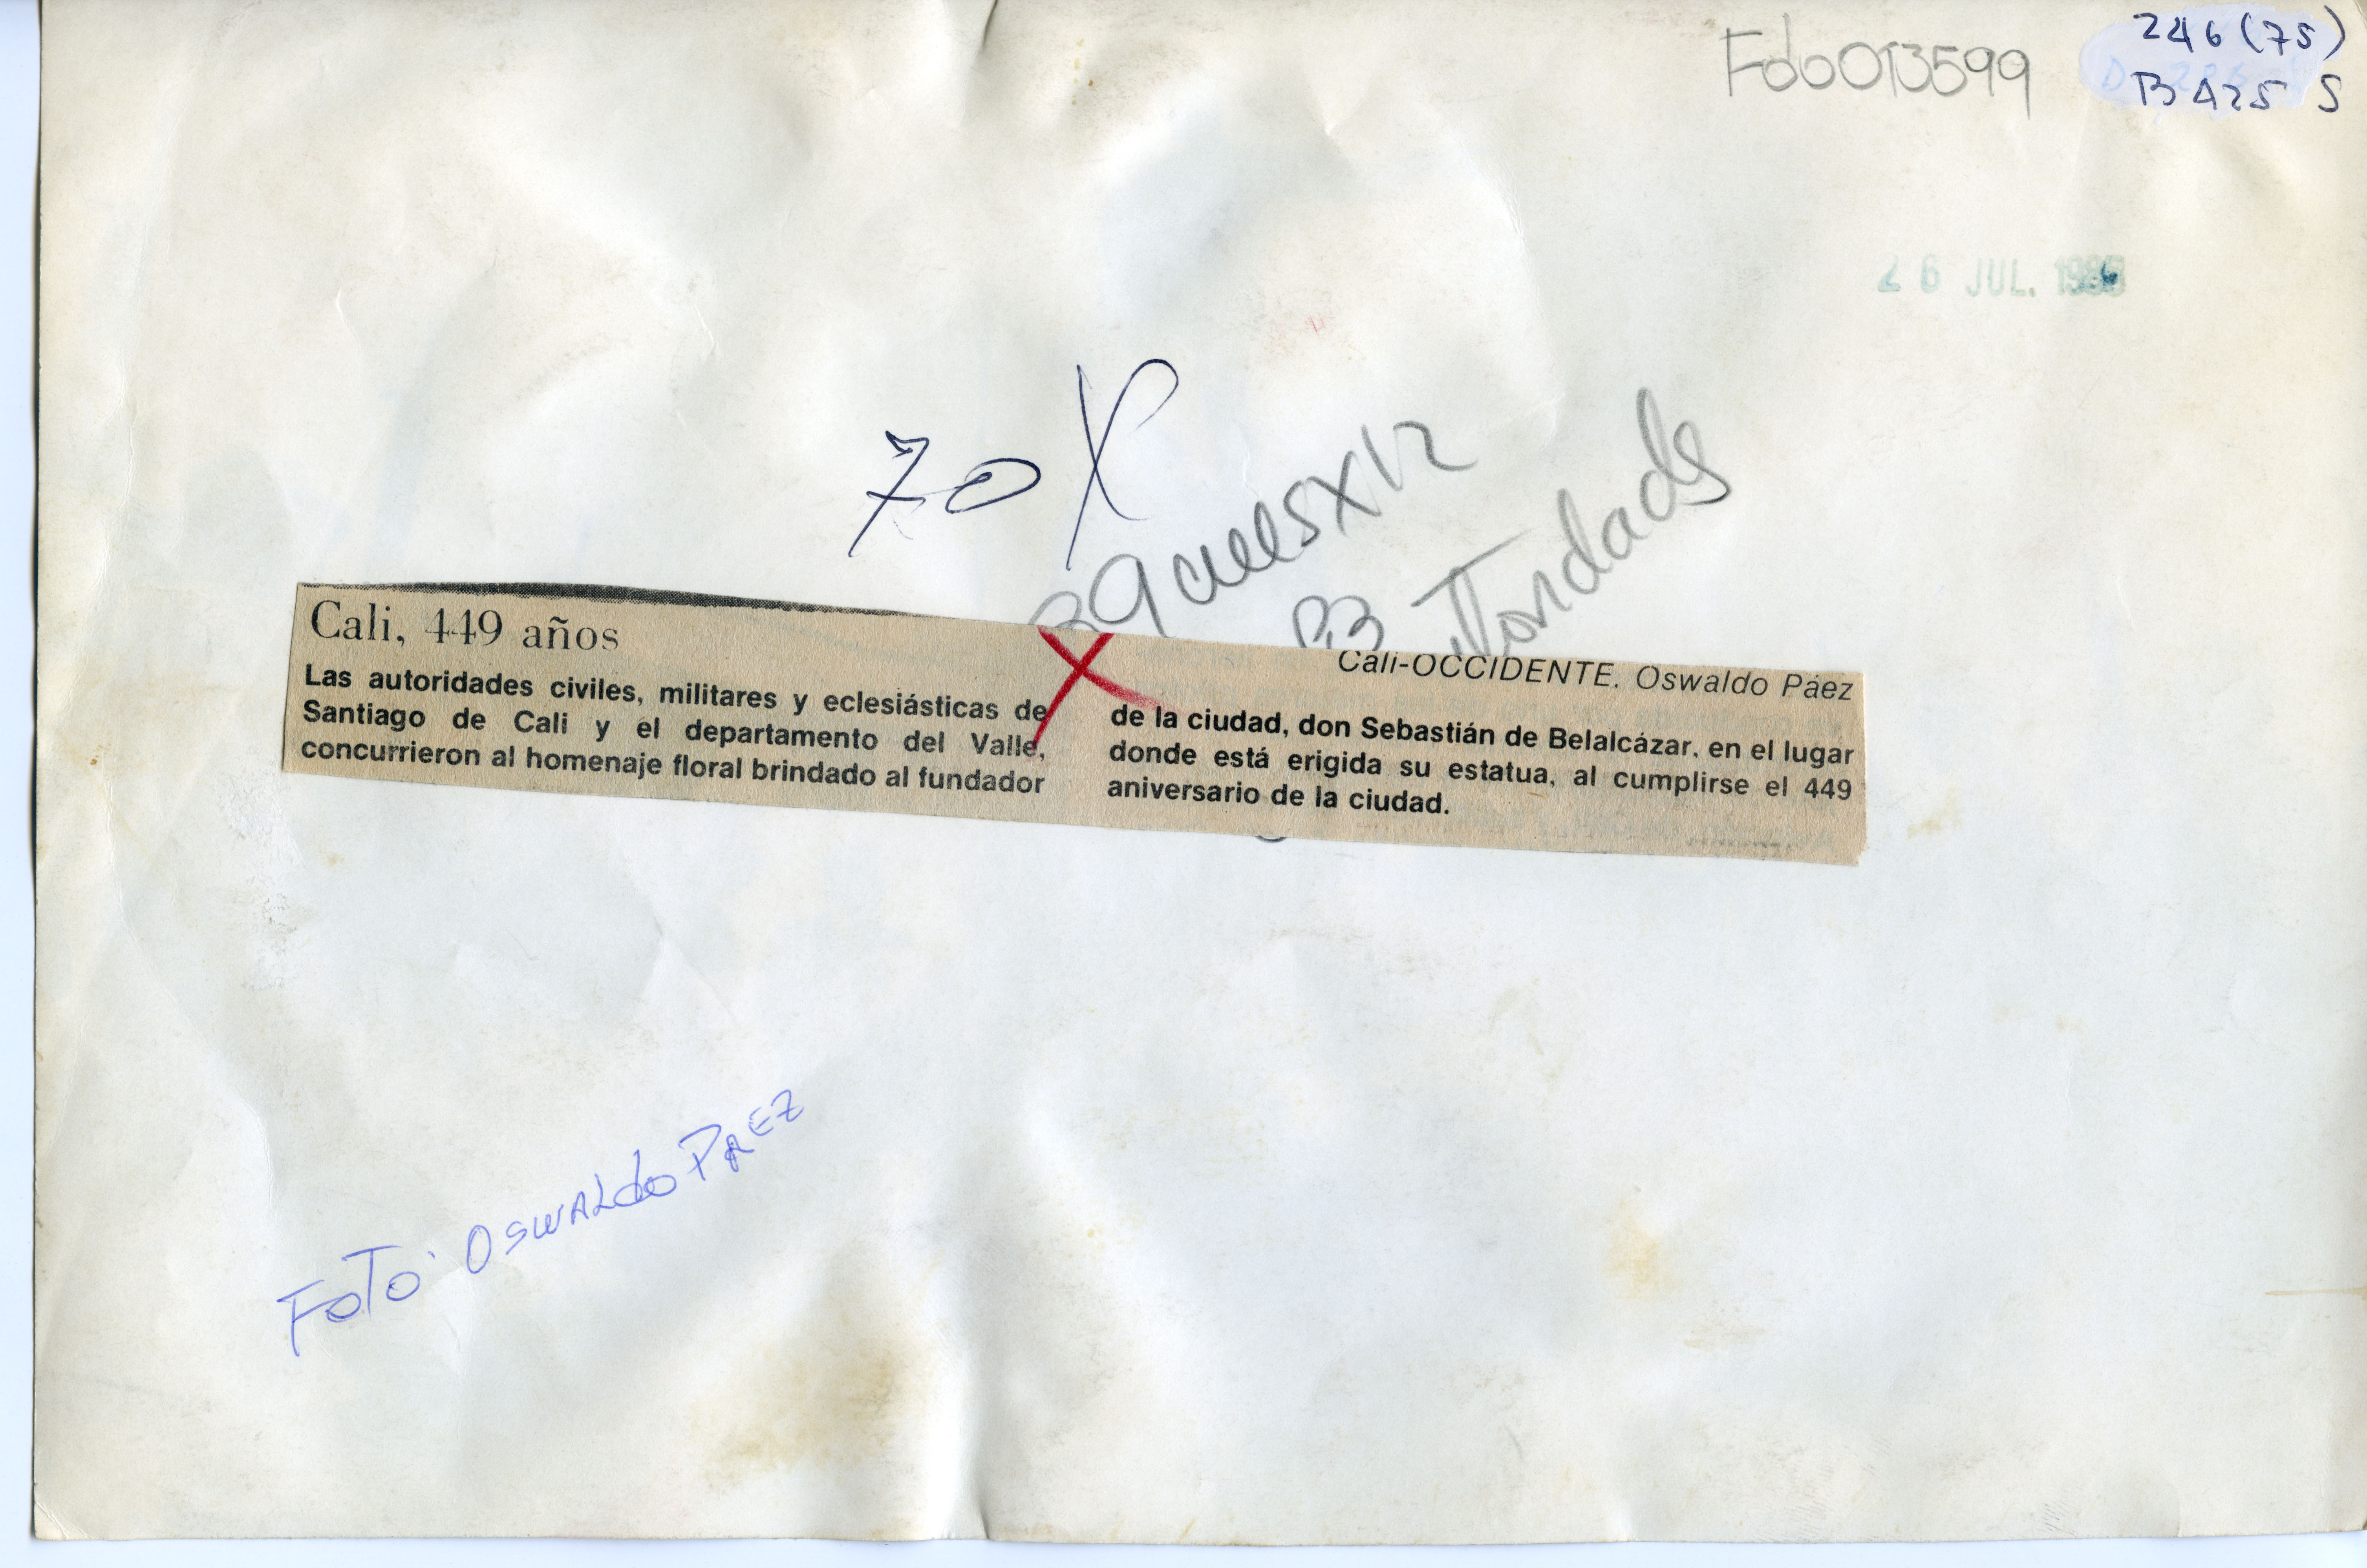 Fdo013599
246 (75)
BA25 S
26 JUL. 1986
70 X
Cali, 449 años
Cali-OCCIDENTE. Oswaldo Páez
Las autoridades civiles, militares y eclesiásticas de
Santiago de Cali y el departamento del Valle,
concurrieron al homenaje floral brindado al fundador
de la ciudad, don Sebastián de Belalcázar, en el lugar
donde está erigida su estatua, al cumplirse el 449
aniversario de la ciudad.
FOTO: OSWALdo PAEZ